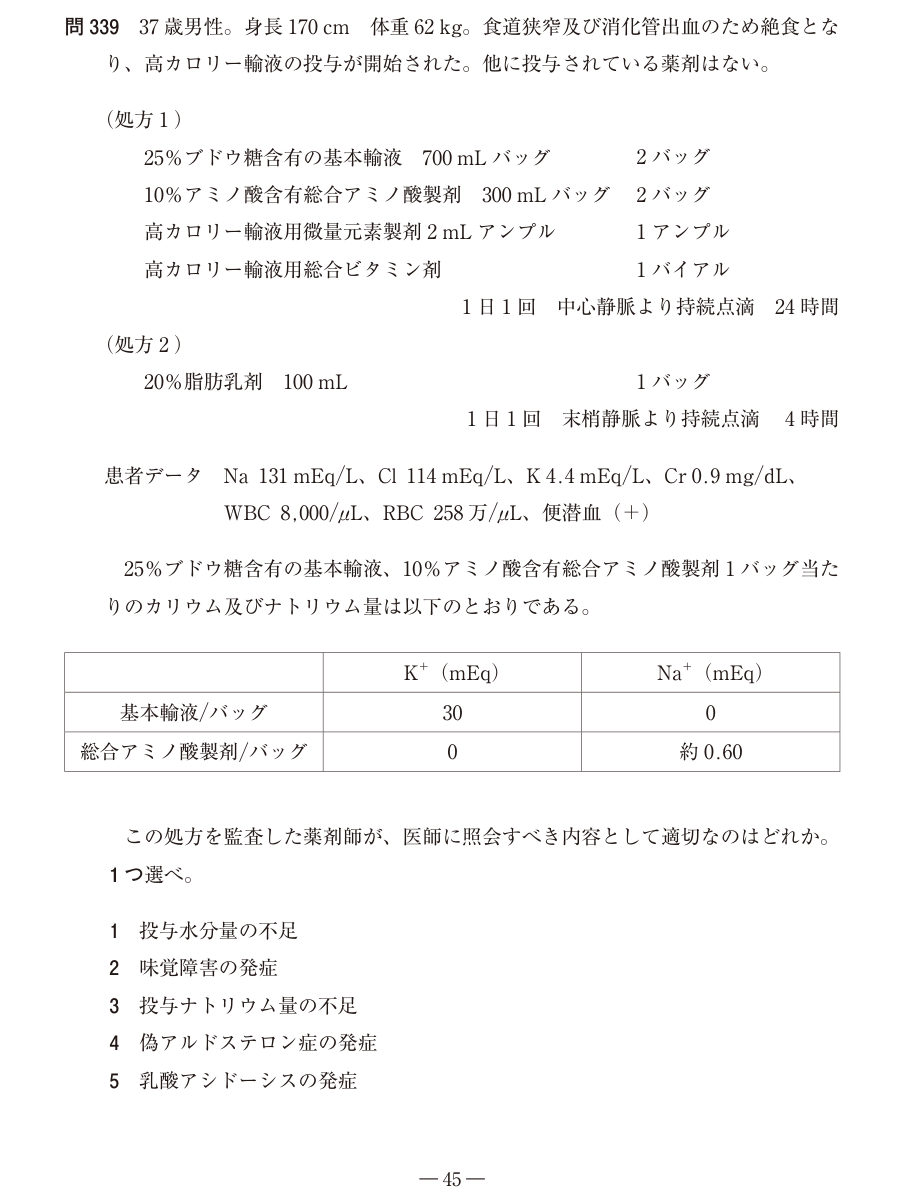 問 339 37 歳男性。身長 170 cm 体重 62 kg。食道狭窄及び消化管出血のため絶食とな
り、高カロリー輸液の投与が開始された。他に投与されている薬剤はない。
（処方 1 ）
25％ブドウ糖含有の基本輸液 700 mL バッグ 2 バッグ
10％アミノ酸含有総合アミノ酸製剤 300 mL バッグ 2 バッグ
高カロリー輸液用微量元素製剤 2 mL アンプル 1 アンプル
高カロリー輸液用総合ビタミン剤 1 バイアル
1 日 1 回 中心静脈より持続点滴 24 時間
（処方 2 ）
20％脂肪乳剤 100 mL 1 バッグ
1 日 1 回 末梢静脈より持続点滴 4 時間
患者データ Na 131 mEq/L、Cl 114 mEq/L、K 4.4 mEq/L、Cr 0.9 mg/dL、
WBC 8,000/μL、RBC 258 万/μL、便潜血（＋）
25％ブドウ糖含有の基本輸液、10％アミノ酸含有総合アミノ酸製剤 1 バッグ当た
りのカリウム及びナトリウム量は以下のとおりである。
K⁺（mEq） Na⁺（mEq）
基本輸液/バッグ 30 0
総合アミノ酸製剤/バッグ 0 約 0.60
この処方を監査した薬剤師が、医師に照会すべき内容として適切なのはどれか。
1 つ選べ。
1 投与水分量の不足
2 味覚障害の発症
3 投与ナトリウム量の不足
4 偽アルドステロン症の発症
5 乳酸アシドーシスの発症
― 45 ―